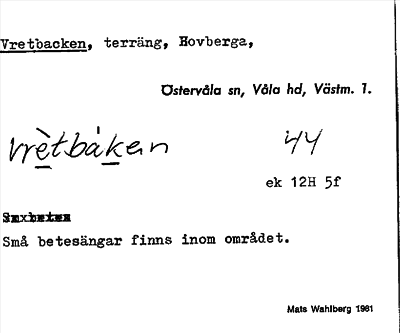 Vretbacken, terräng, Hovberga,
Östervåla sn, Våla hd, Västm. l.
vrètbàken 44
ek 12H 5f
Små betesängar finns inom området.
Mats Wahlberg 1981